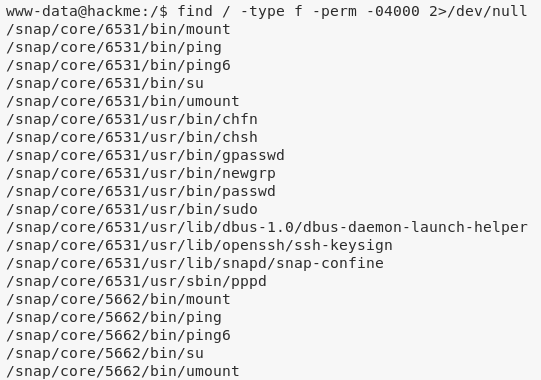 www-data@hackme:/$ find / -type f -perm -04000 2>/dev/null
/snap/core/6531/bin/mount
/snap/core/6531/bin/ping
/snap/core/6531/bin/ping6
/snap/core/6531/bin/su
/snap/core/6531/bin/umount
/snap/core/6531/usr/bin/chfn
/snap/core/6531/usr/bin/chsh
/snap/core/6531/usr/bin/gpasswd
/snap/core/6531/usr/bin/newgrp
/snap/core/6531/usr/bin/passwd
/snap/core/6531/usr/bin/sudo
/snap/core/6531/usr/lib/dbus-1.0/dbus-daemon-launch-helper
/snap/core/6531/usr/lib/openssh/ssh-keysign
/snap/core/6531/usr/lib/snapd/snap-confine
/snap/core/6531/usr/sbin/pppd
/snap/core/5662/bin/mount
/snap/core/5662/bin/ping
/snap/core/5662/bin/ping6
/snap/core/5662/bin/su
/snap/core/5662/bin/umount